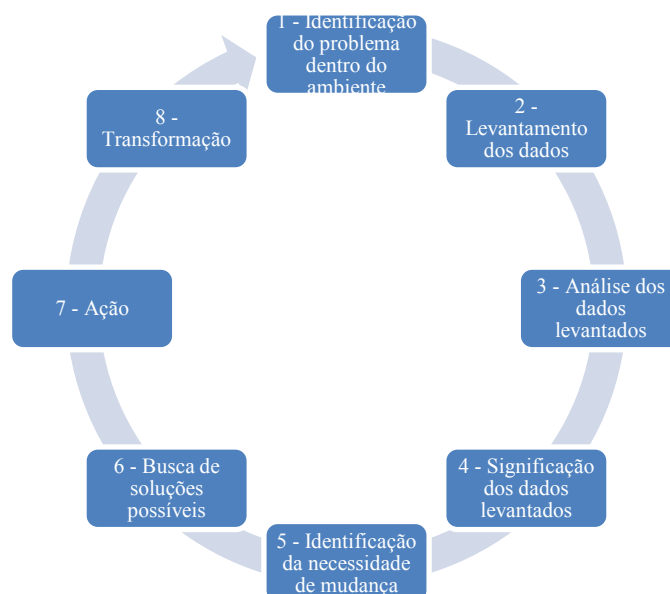 1 - Identificação
do problema
dentro do
ambiente
2 -
Levantamento
dos dados
3 - Análise dos
dados
levantados
4 - Significação
dos dados
levantados
5 - Identificação
da necessidade
de mudança
6 - Busca de
soluções
possíveis
7 - Ação
8 -
Transformação